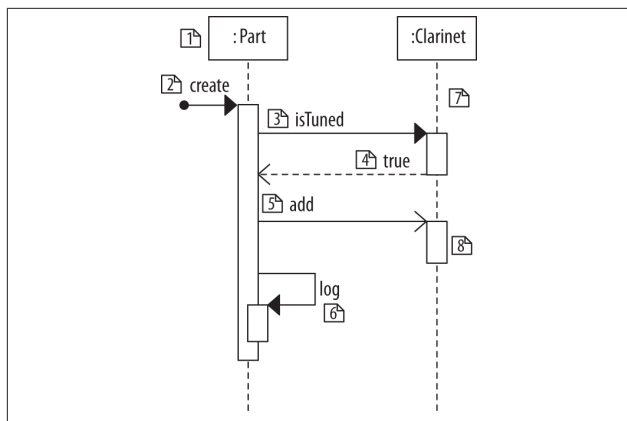 1 :Part :Clarinet
2 create 7
3 isTuned
4 true
5 add
8
log
6